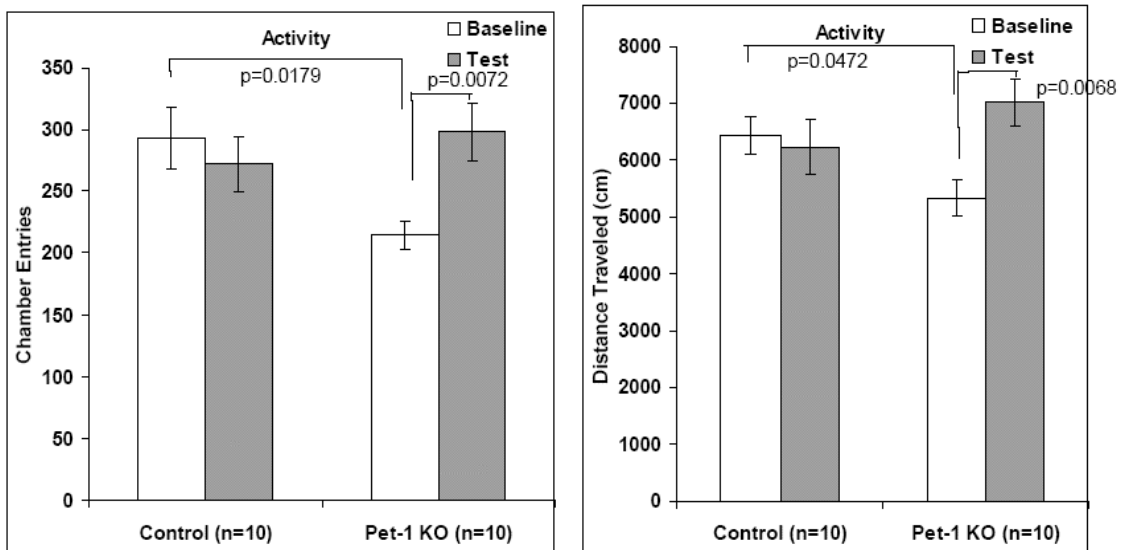 Baseline
Activity
Test
p=0.0179
p=0.0072
350
300
250
200
150
100
50
0
Chamber Entries
Control (n=10)
Pet-1 KO (n=10)
Baseline
Activity
Test
p=0.0472
p=0.0068
8000
7000
6000
5000
4000
3000
2000
1000
0
Distance Traveled (cm)
Control (n=10)
Pet-1 KO (n=10)